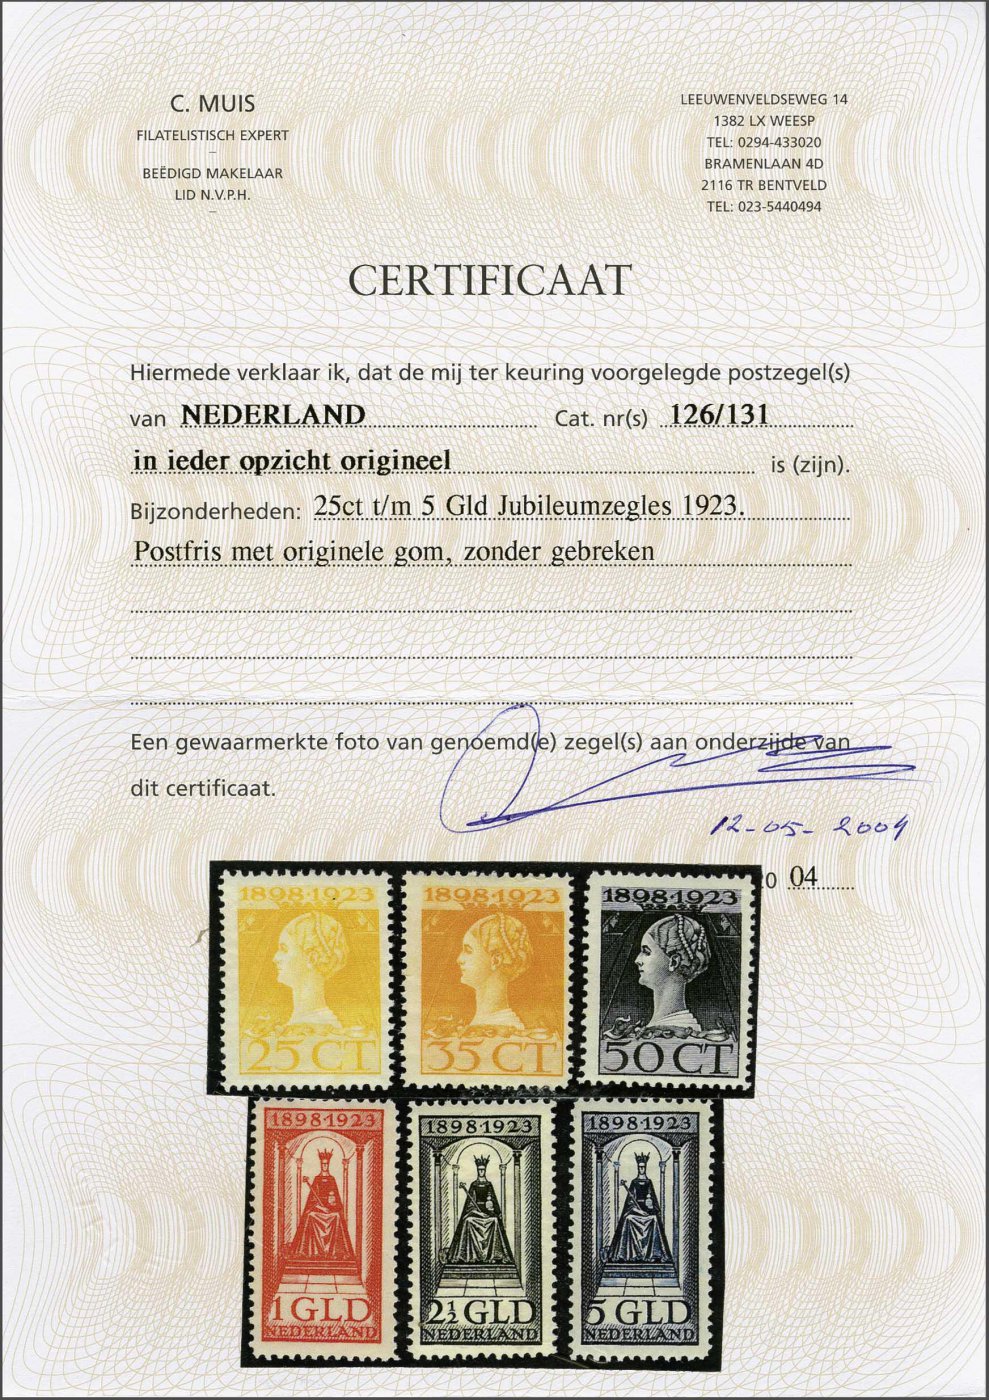 C. MUIS
FILATELISTISCH EXPERT
BEËDIGD MAKELAAR
LID N.V.P.H.
LEEUWENVELDSEWEG 14
1382 LX WEESP
TEL: 0294-433020
BRAMENLAAN 4D
2116 TR BENTVELD
TEL: 023-5440494
CERTIFICAAT
Hiermede verklaar ik, dat de mij ter keuring voorgelegde postzegel(s)
van NEDERLAND Cat. nr(s) 126/131
in ieder opzicht origineel is (zijn).
Bijzonderheden: 25ct t/m 5 Gld Jubileumzegles 1923.
Postfris met originele gom, zonder gebreken
Een gewaarmerkte foto van genoemd(e) zegel(s) aan onderzijde van
dit certificaat.
12-05-2004
20 04
1898·1923 1898·1923 1898·1923
25 CT 35 CT 50 CT
1898·1923 1898·1923 1898·1923
1 GLD 2½ GLD 5 GLD
NEDERLAND NEDERLAND NEDERLAND